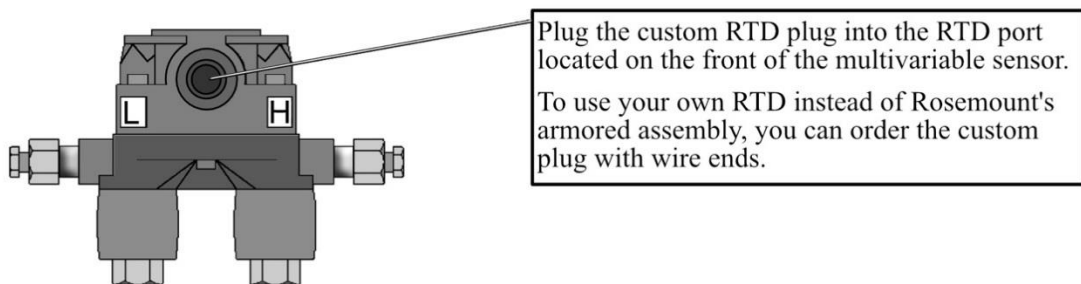 Plug the custom RTD plug into the RTD port
located on the front of the multivariable sensor.
To use your own RTD instead of Rosemount's
armored assembly, you can order the custom
plug with wire ends.
L
H